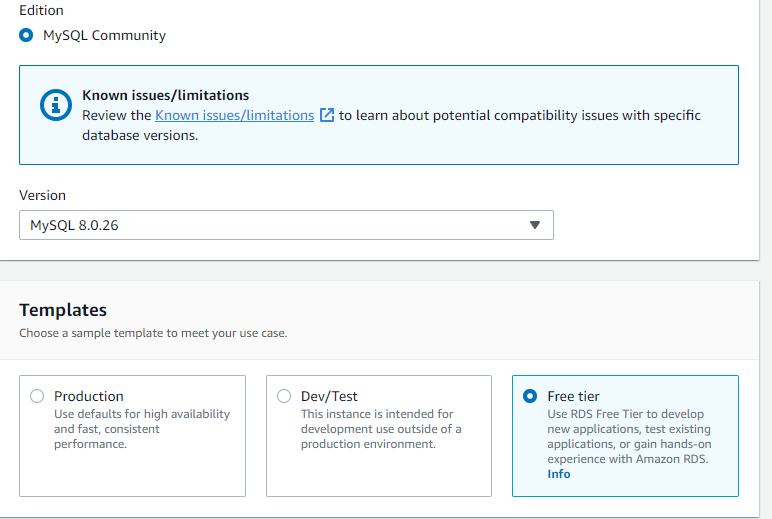 Edition
MySQL Community
Known issues/limitations
Review the Known issues/limitations to learn about potential compatibility issues with specific
database versions.
Version
MySQL 8.0.26
Templates
Choose a sample template to meet your use case.
Production
Use defaults for high availability
and fast, consistent
performance.
Dev/Test
This instance is intended for
development use outside of a
production environment.
Free tier
Use RDS Free Tier to develop
new applications, test existing
applications, or gain hands-on
experience with Amazon RDS.
Info